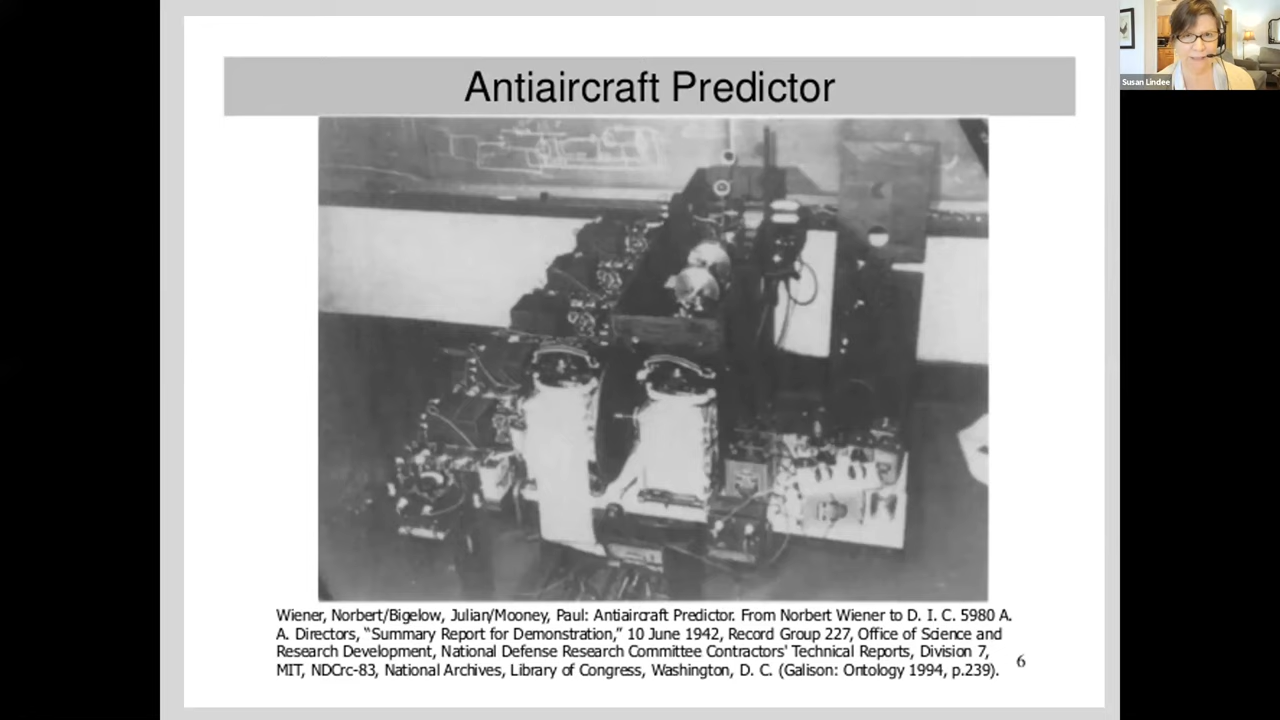 Antiaircraft Predictor
Susan Lindee
Wiener, Norbert/Bigelow, Julian/Mooney, Paul: Antiaircraft Predictor. From Norbert Wiener to D. I. C. 5980 A.
A. Directors, “Summary Report for Demonstration,” 10 June 1942, Record Group 227, Office of Science and
Research Development, National Defense Research Committee Contractors' Technical Reports, Division 7,
MIT, NDCrc-83, National Archives, Library of Congress, Washington, D. C. (Galison: Ontology 1994, p.239).
6